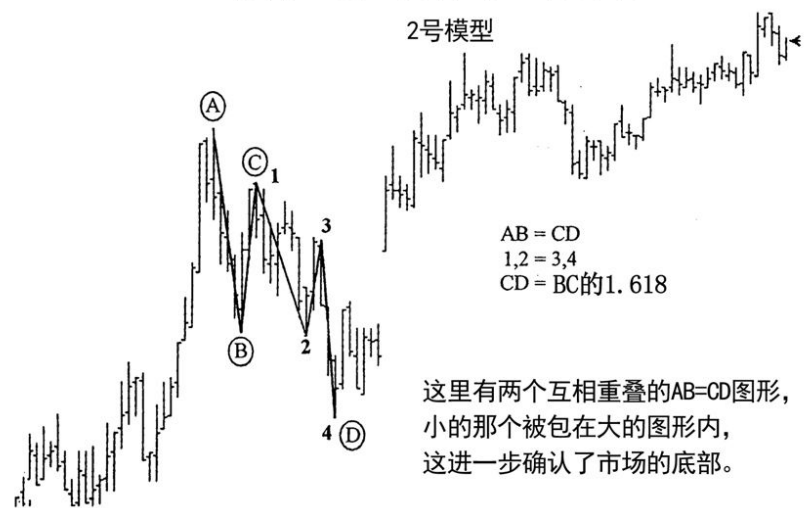 2号模型
A
C
1
3
AB = CD
1,2 = 3,4
CD = BC的1.618
B
2
4
D
这里有两个互相重叠的AB=CD图形，
小的那个被包在大的图形内，
这进一步确认了市场的底部。